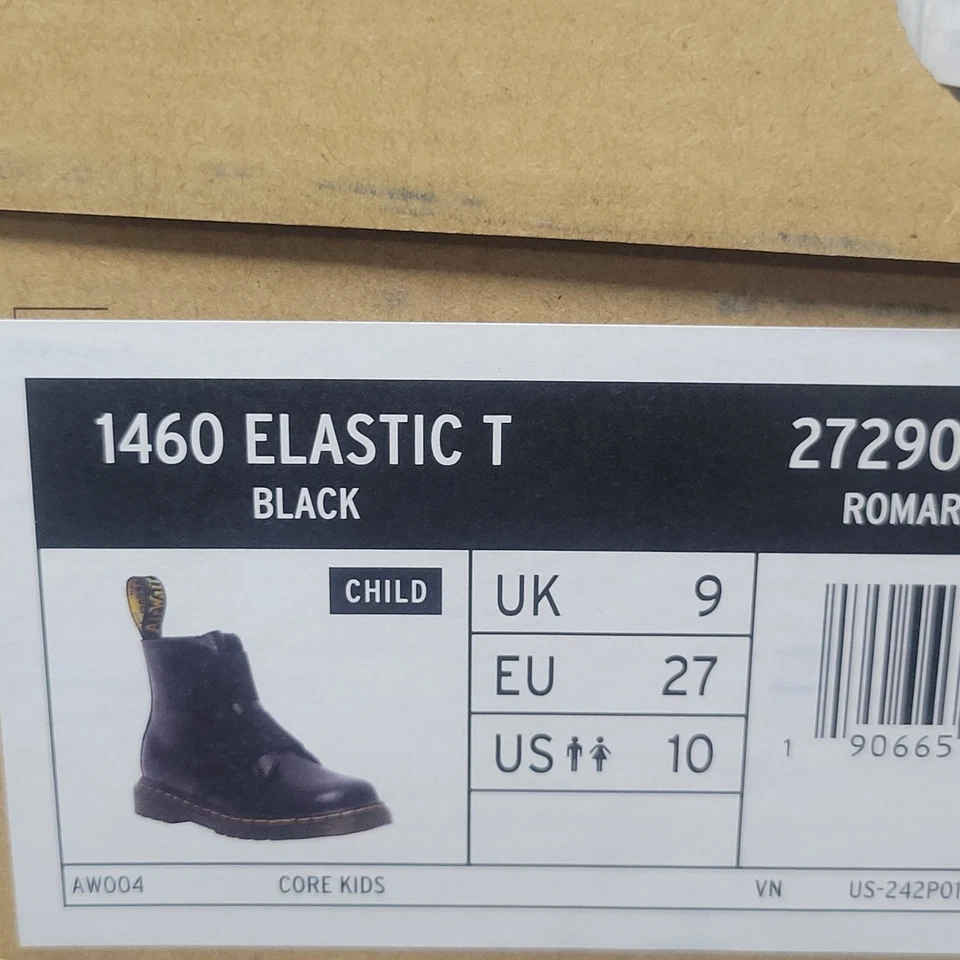 1460 ELASTIC T
27290
BLACK
ROMAR
CHILD
UK 9
EU 27
US 10
1 90665
AW004
CORE KIDS
VN
US-242P01